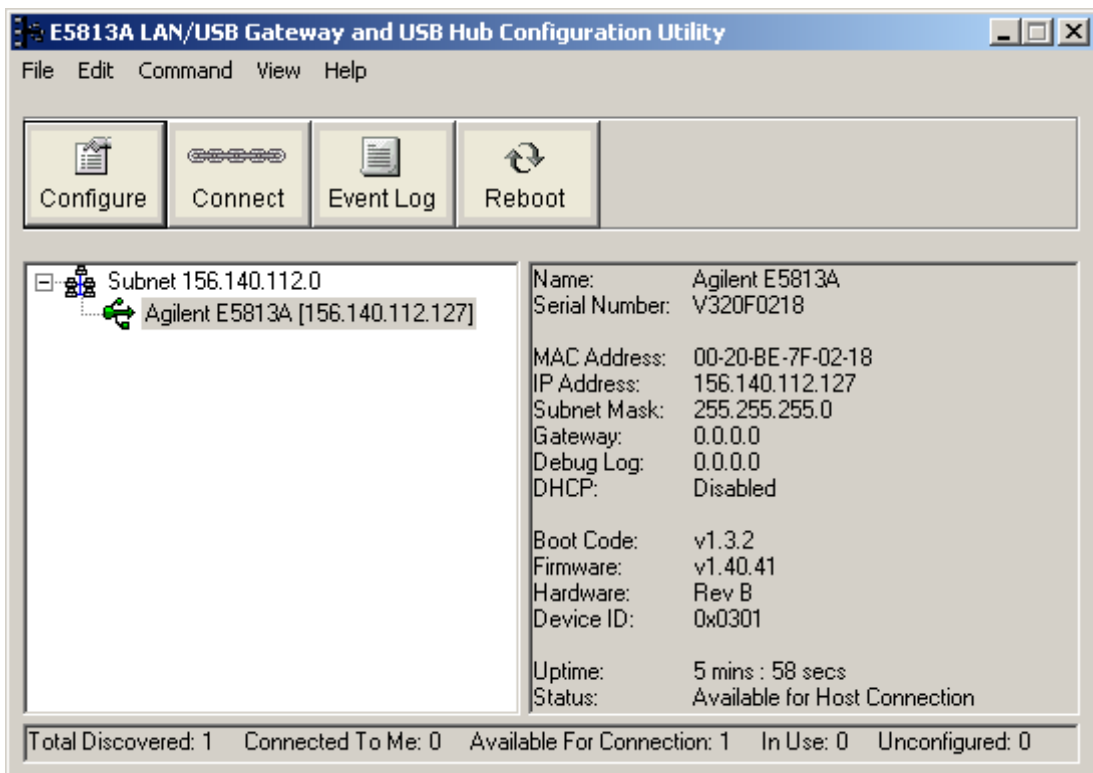 E5813A LAN/USB Gateway and USB Hub Configuration Utility
File Edit Command View Help
Configure Connect Event Log Reboot
Subnet 156.140.112.0
Agilent E5813A [156.140.112.127]
Name: Agilent E5813A
Serial Number: V320F0218
MAC Address: 00-20-BE-7F-02-18
IP Address: 156.140.112.127
Subnet Mask: 255.255.255.0
Gateway: 0.0.0.0
Debug Log: 0.0.0.0
DHCP: Disabled
Boot Code: v1.3.2
Firmware: v1.40.41
Hardware: Rev B
Device ID: 0x0301
Uptime: 5 mins : 58 secs
Status: Available for Host Connection
Total Discovered: 1 Connected To Me: 0 Available For Connection: 1 In Use: 0 Unconfigured: 0